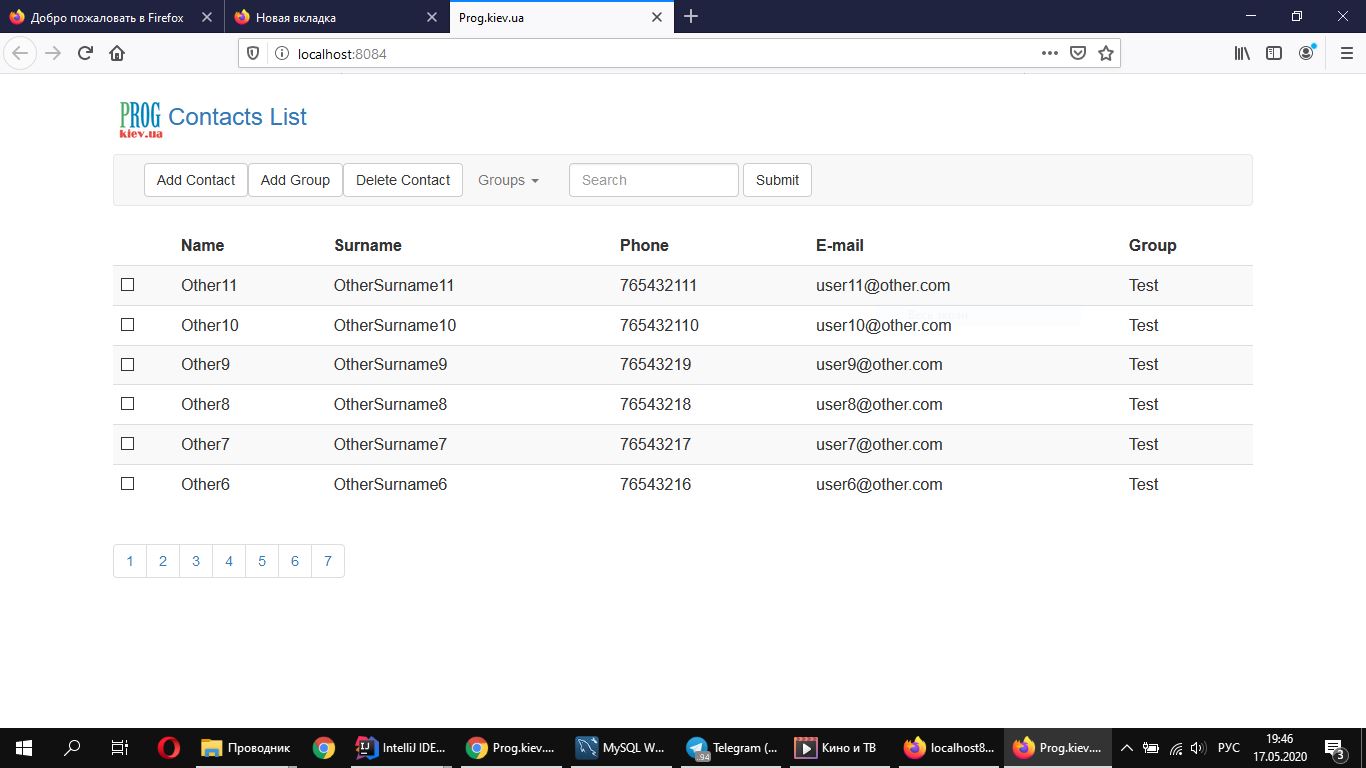 Добро пожаловать в Firefox
Новая вкладка
Prog.kiev.ua
localhost:8084
PROG
kiev.ua
Contacts List
Add Contact Add Group Delete Contact Groups Search Submit
Name Surname Phone E-mail Group
Other11 OtherSurname11 765432111 user11@other.com Test
Other10 OtherSurname10 765432110 user10@other.com Test
Other9 OtherSurname9 76543219 user9@other.com Test
Other8 OtherSurname8 76543218 user8@other.com Test
Other7 OtherSurname7 76543217 user7@other.com Test
Other6 OtherSurname6 76543216 user6@other.com Test
1 2 3 4 5 6 7
Проводник
IntelliJ IDE...
Prog.kiev....
MySQL W...
Telegram (...
.94
Кино и ТВ
localhost8...
Prog.kiev....
РУС
19:46
17.05.2020
3